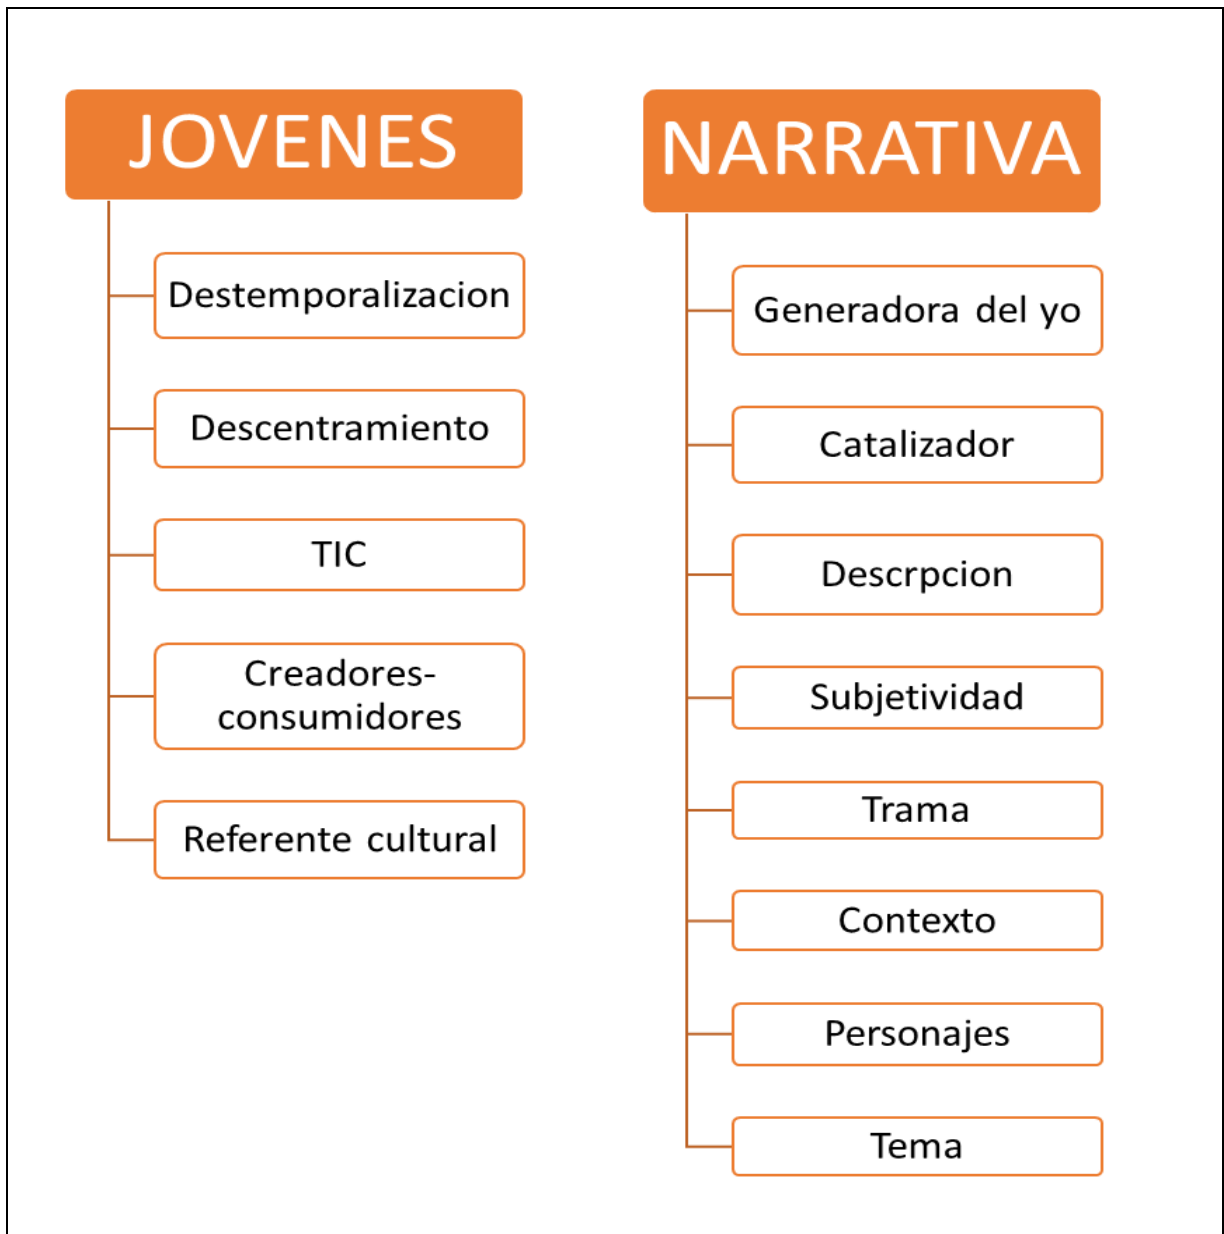 JOVENES
Destemporalizacion
Descentramiento
TIC
Creadores-
consumidores
Referente cultural
NARRATIVA
Generadora del yo
Catalizador
Descrpcion
Subjetividad
Trama
Contexto
Personajes
Tema